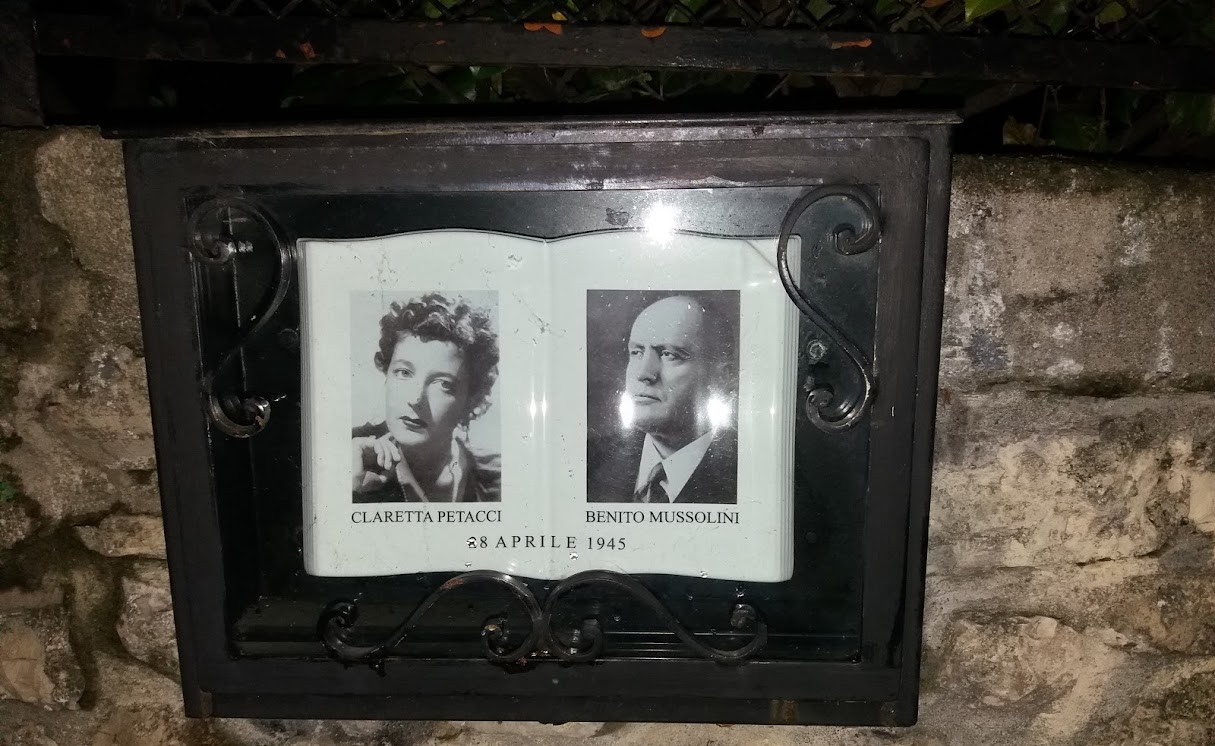 CLARETTA PETACCI BENITO MUSSOLINI
28 APRILE 1945